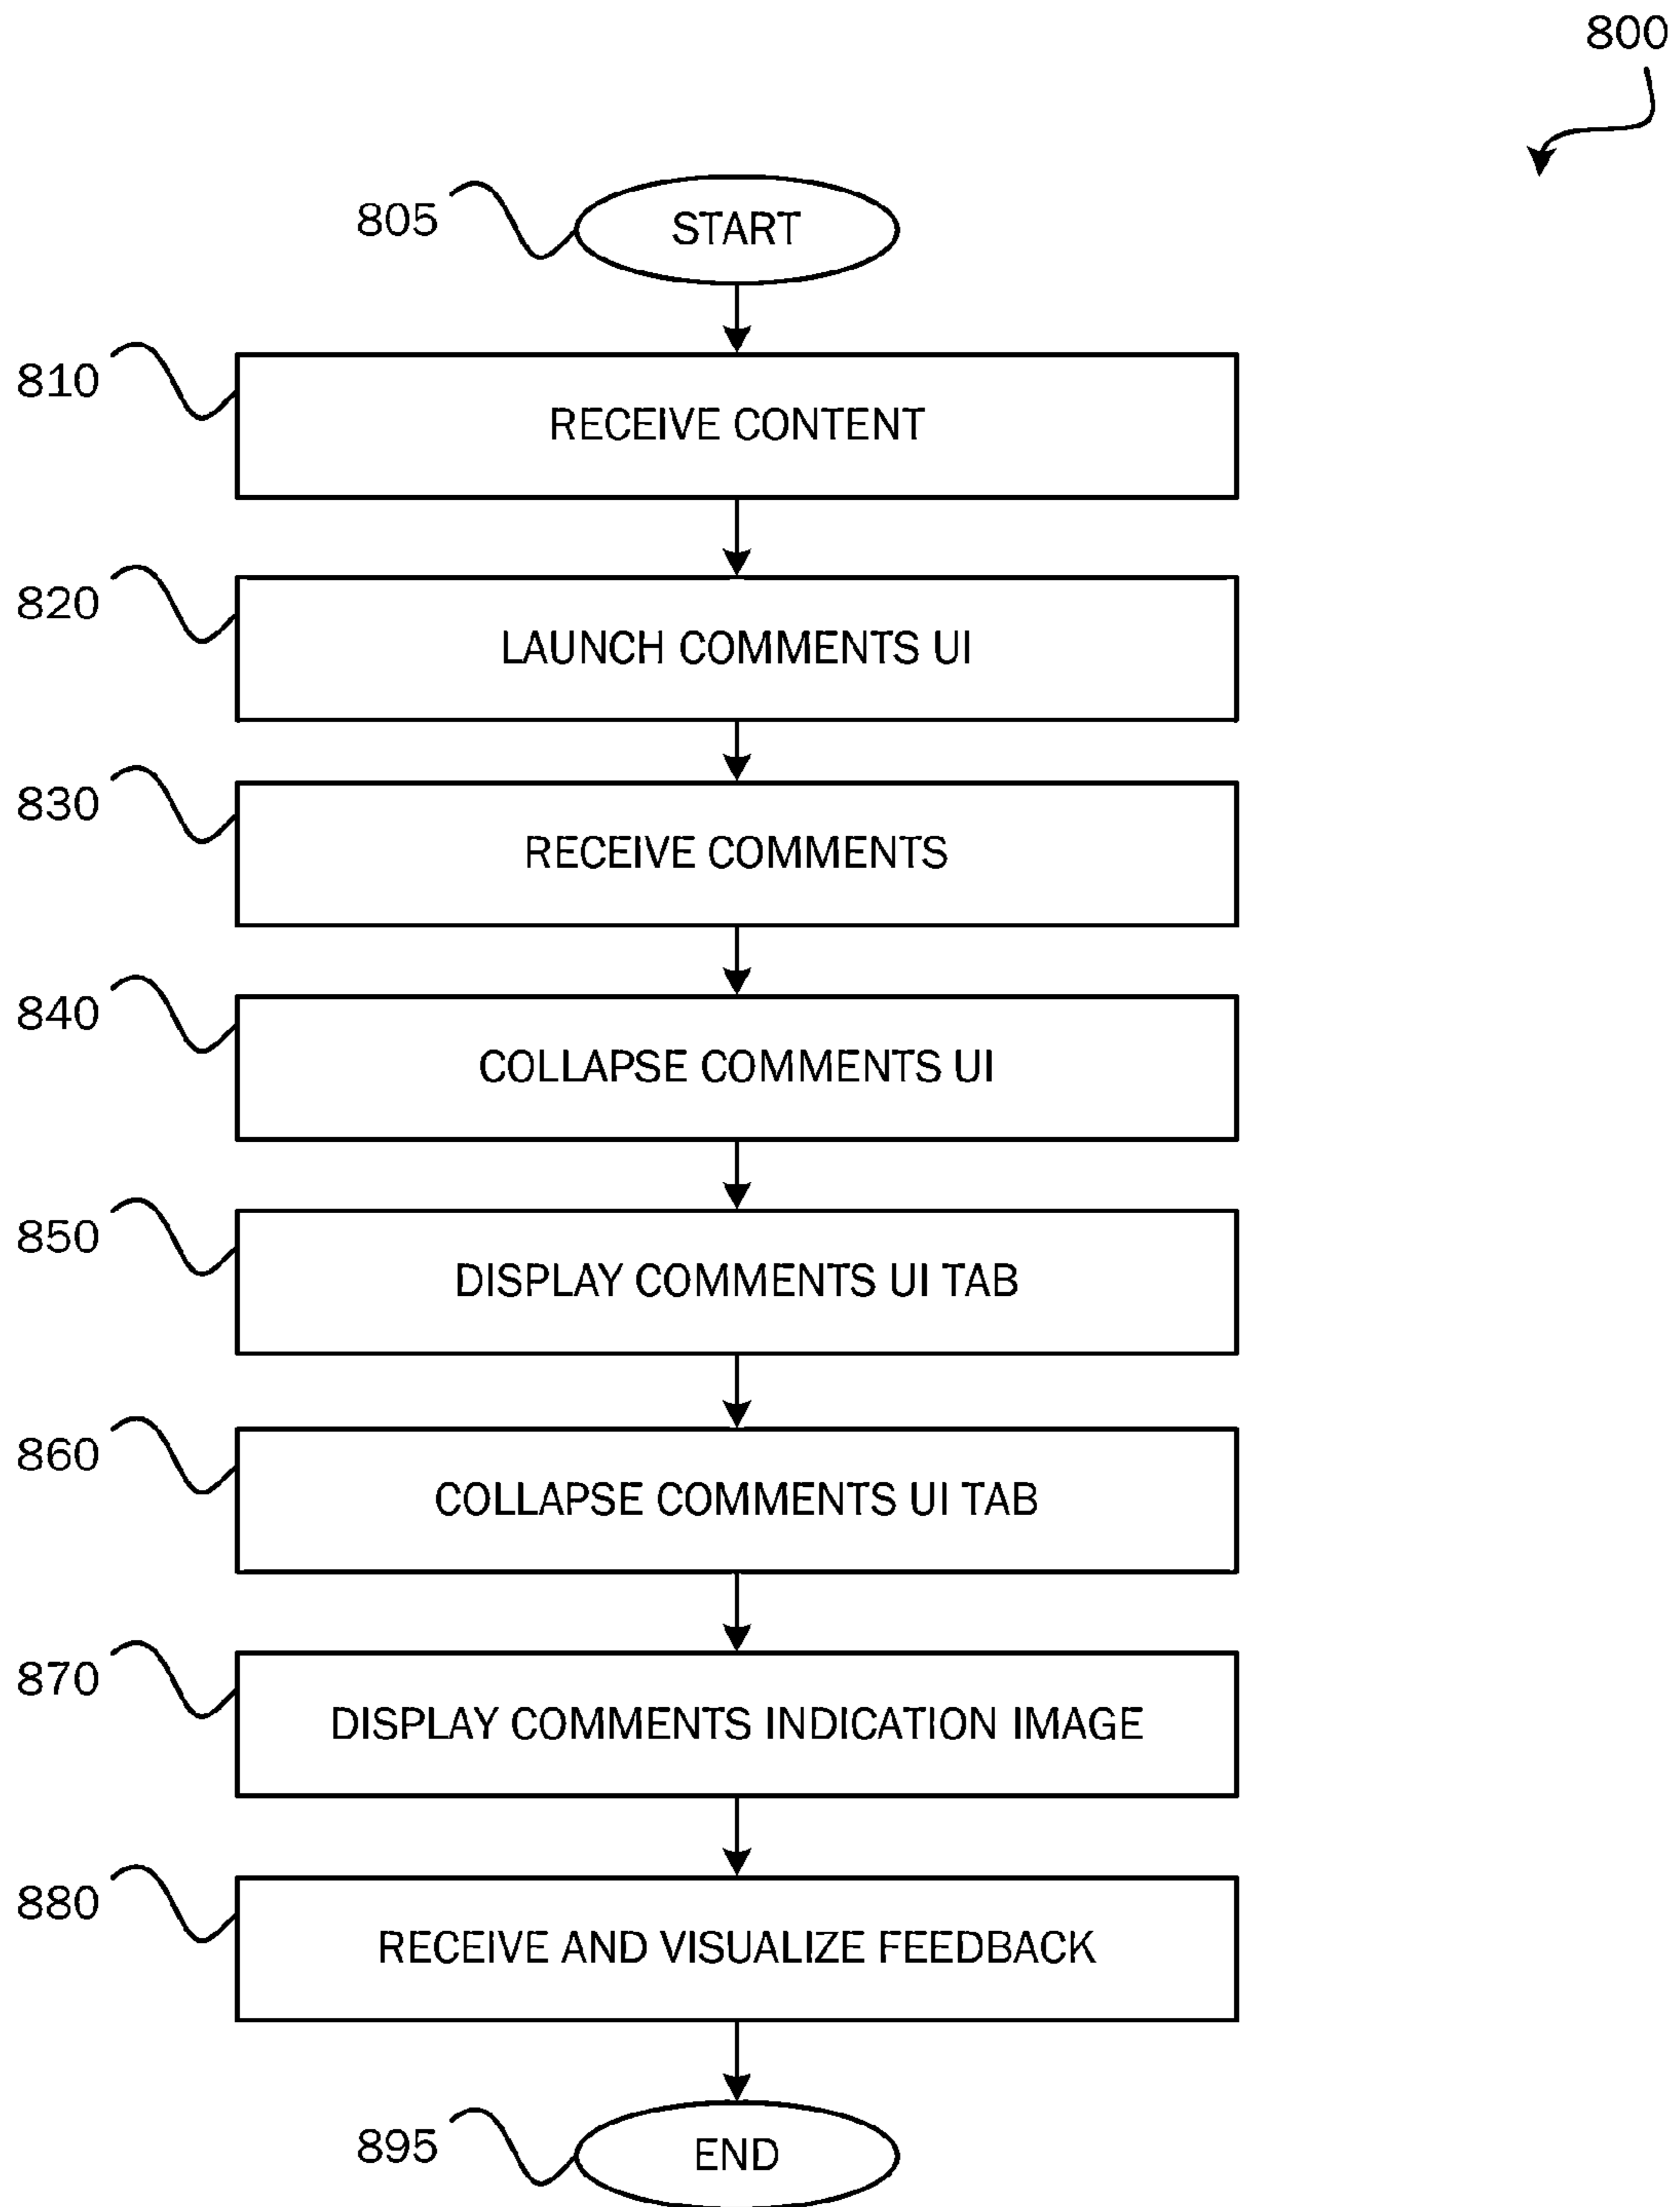 800
805
START
810
RECEIVE CONTENT
820
LAUNCH COMMENTS UI
830
RECEIVE COMMENTS
840
COLLAPSE COMMENTS UI
850
DISPLAY COMMENTS UI TAB
860
COLLAPSE COMMENTS UI TAB
870
DISPLAY COMMENTS INDICATION IMAGE
880
RECEIVE AND VISUALIZE FEEDBACK
895
END